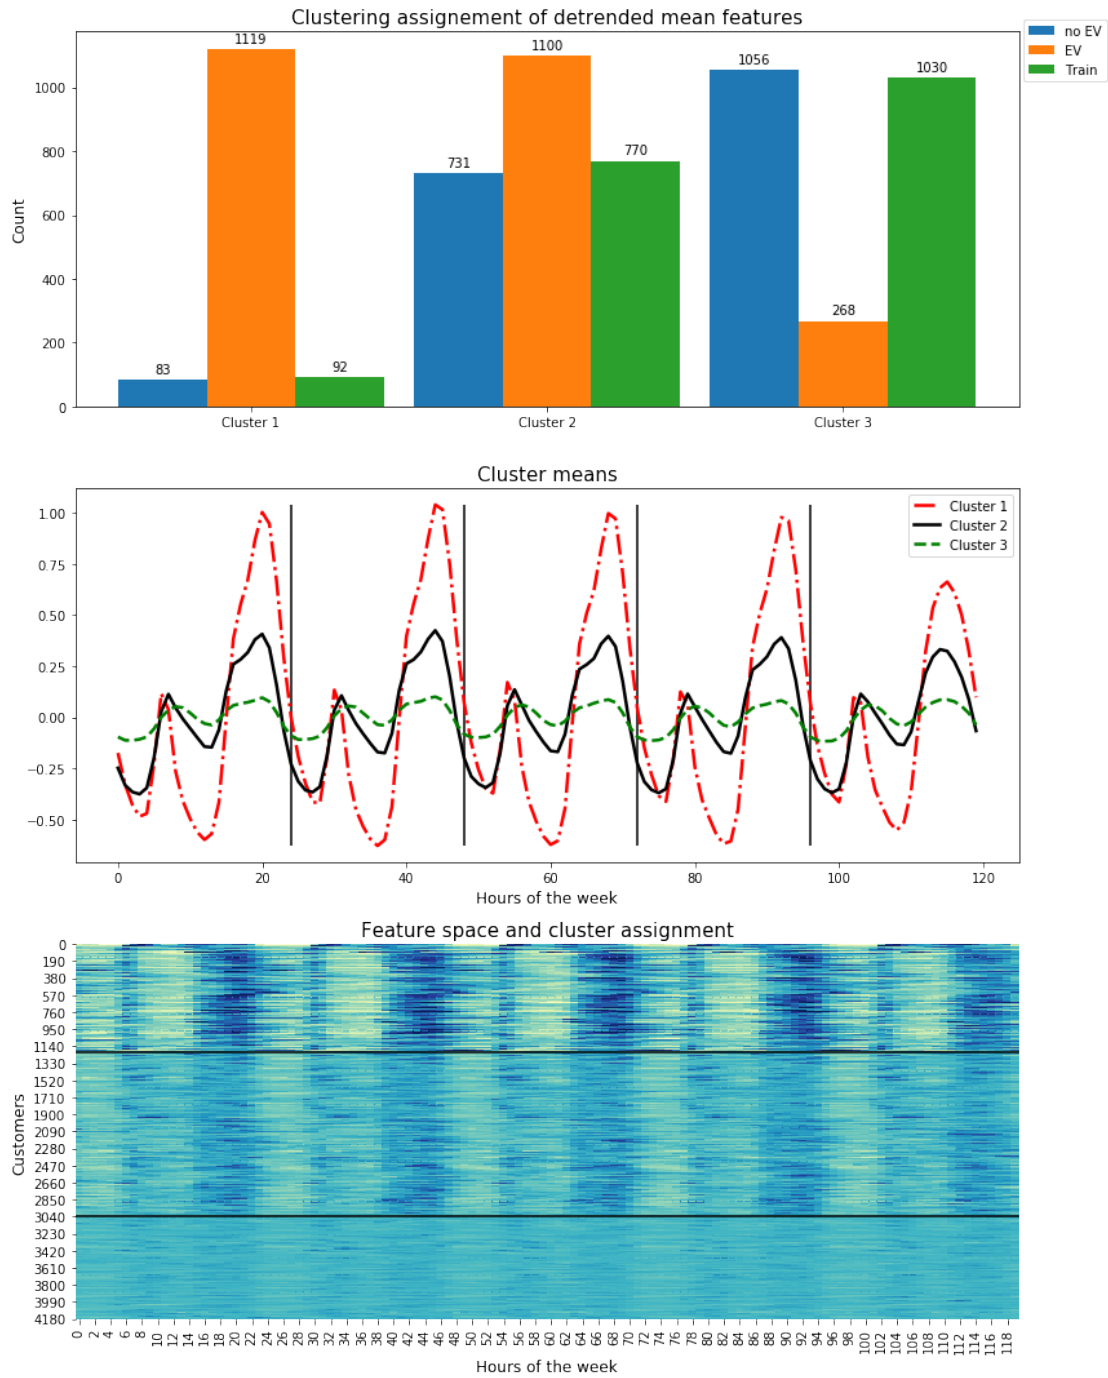 Clustering assignement of detrended mean features
no EV
EV
Train
1119
1100
1056
1030
731
770
268
83
92
Count
1000
800
600
400
200
0
Cluster 1
Cluster 2
Cluster 3
Cluster means
Cluster 1
Cluster 2
Cluster 3
1.00
0.75
0.50
0.25
0.00
−0.25
−0.50
0 20 40 60 80 100 120
Hours of the week
Feature space and cluster assignment
Customers
0
190
380
570
760
950
1140
1330
1520
1710
1900
2090
2280
2470
2660
2850
3040
3230
3420
3610
3800
3990
4180
0 2 4 6 8 10 12 14 16 18 20 22 24 26 28 30 32 34 36 38 40 42 44 46 48 50 52 54 56 58 60 62 64 66 68 70 72 74 76 78 80 82 84 86 88 90 92 94 96 98 100 102 104 106 108 110 112 114 116 118
Hours of the week